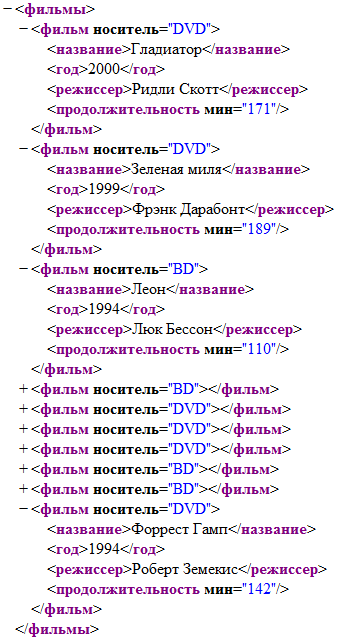 − <фильмы>
− <фильм носитель="DVD">
<название>Гладиатор</название>
<год>2000</год>
<режиссер>Ридли Скотт</режиссер>
<продолжительность мин="171"/>
</фильм>
− <фильм носитель="DVD">
<название>Зеленая миля</название>
<год>1999</год>
<режиссер>Фрэнк Дарабонт</режиссер>
<продолжительность мин="189"/>
</фильм>
− <фильм носитель="BD">
<название>Леон</название>
<год>1994</год>
<режиссер>Люк Бессон</режиссер>
<продолжительность мин="110"/>
</фильм>
+ <фильм носитель="BD"></фильм>
+ <фильм носитель="DVD"></фильм>
+ <фильм носитель="DVD"></фильм>
+ <фильм носитель="DVD"></фильм>
+ <фильм носитель="BD"></фильм>
+ <фильм носитель="BD"></фильм>
− <фильм носитель="DVD">
<название>Форрест Гамп</название>
<год>1994</год>
<режиссер>Роберт Земекис</режиссер>
<продолжительность мин="142"/>
</фильм>
</фильмы>